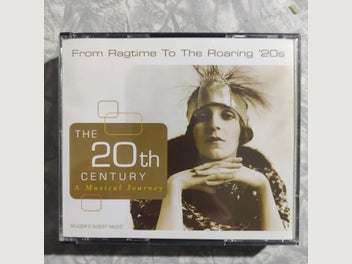 From Ragtime To The Roaring '20s
THE
20th
CENTURY
A Musical Journey
READER'S DIGEST MUSIC